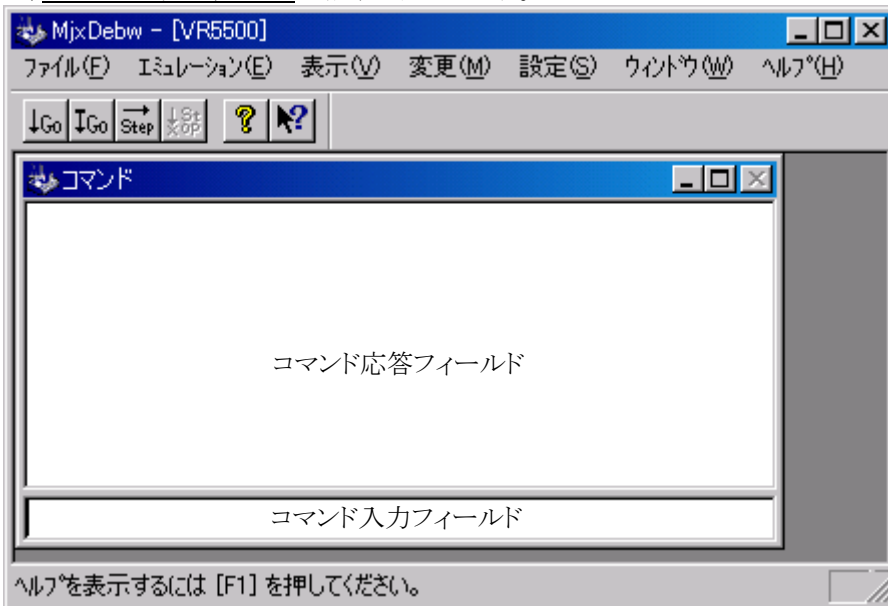 MjxDebw - [VR5500]
ﾌｧｲﾙ(F) ｴﾐｭﾚｰｼｮﾝ(E) 表示(V) 変更(M) 設定(S) ｳｨﾝﾄﾞｳ(W) ﾍﾙﾌﾟ(H)
↓Go ↧Go Step Stop ? ?
コマンド
コマンド応答フィールド
コマンド入力フィールド
ﾍﾙﾌﾟを表示するには [F1] を押してください。